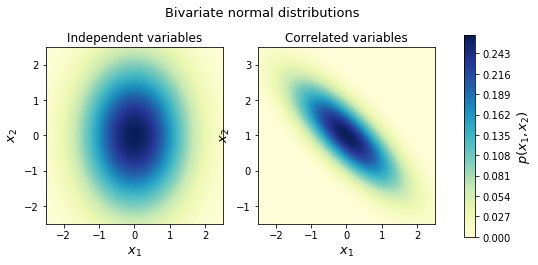 Bivariate normal distributions
Independent variables
2
1
0
−1
−2
x₂
−2 −1 0 1 2
x₁
Correlated variables
3
2
1
0
−1
x₂
−2 −1 0 1 2
x₁
0.243
0.216
0.189
0.162
0.135
0.108
0.081
0.054
0.027
0.000
p(x₁, x₂)